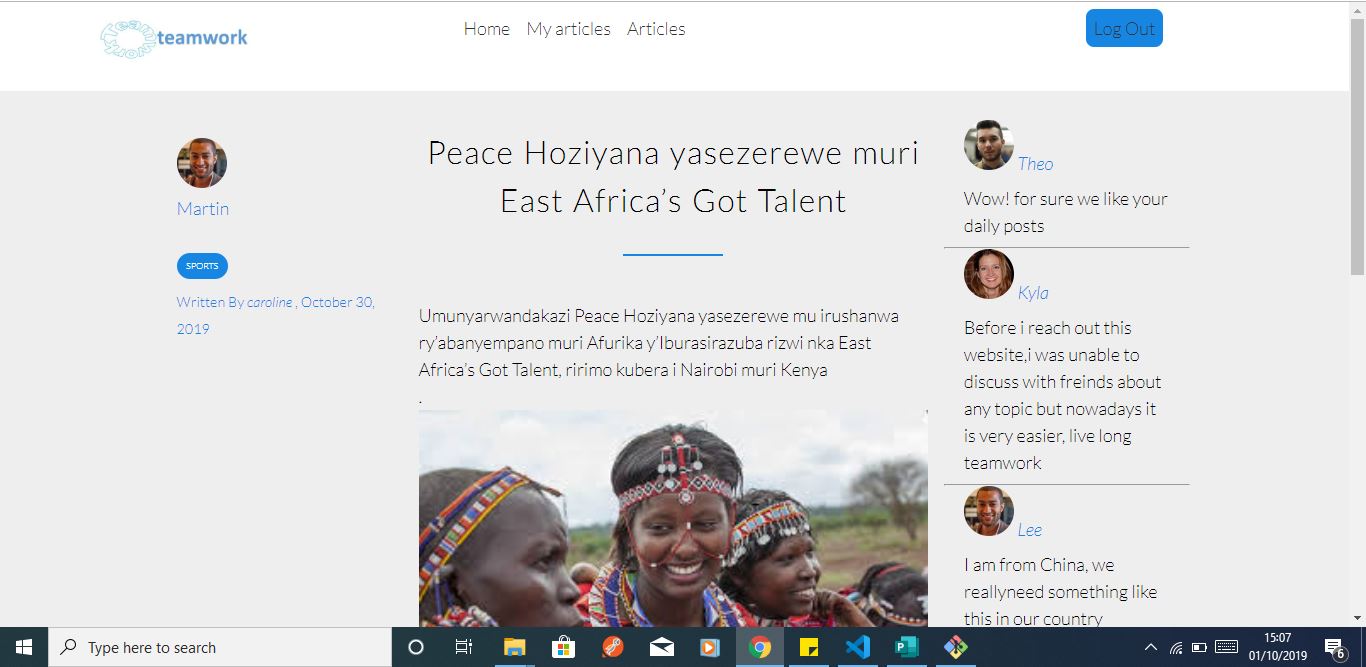 teamwork
Home My articles Articles
Log Out
Martin
SPORTS
Written By caroline , October 30,
2019
Peace Hoziyana yasezerewe muri
East Africa’s Got Talent
Umunyarwandakazi Peace Hoziyana yasezerewe mu irushanwa
ry’abanyempano muri Afurika y’Iburasirazuba rizwi nka East
Africa’s Got Talent, ririmo kubera i Nairobi muri Kenya
.
Theo
Wow! for sure we like your
daily posts
Kyla
Before i reach out this
website,i was unable to
discuss with freinds about
any topic but nowadays it
is very easier, live long
teamwork
Lee
I am from China, we
reallyneed something like
this in our country
Type here to search
15:07
01/10/2019
6